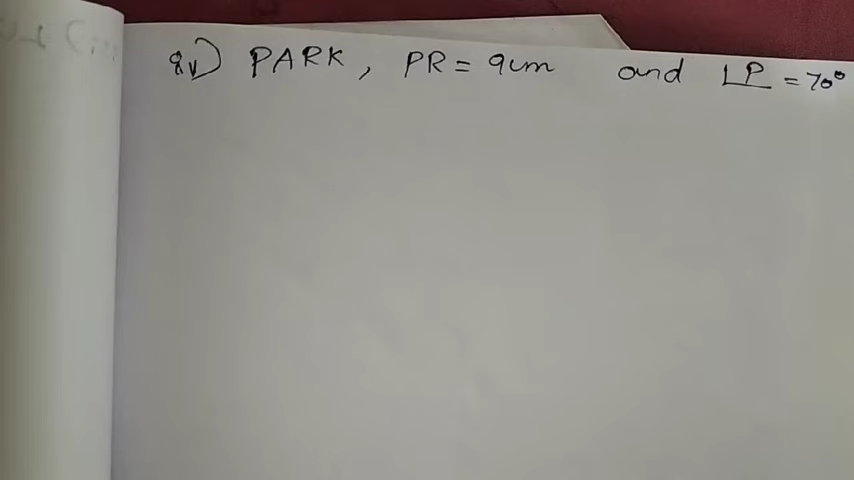 iv) PARK, PR = 9cm and ∠P = 70°